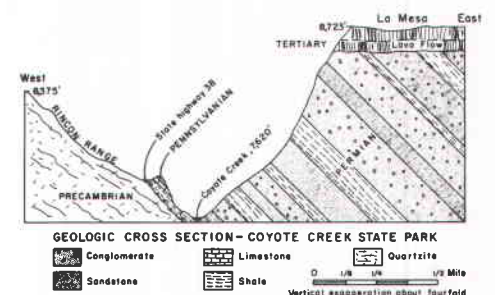 8,723'
La Mesa
East
TERTIARY
Lava Flow
West
8,375'
RINCON RANGE
State highway 38
PENNSYLVANIAN
Coyote Creek, 7,620'
PERMIAN
PRECAMBRIAN
GEOLOGIC CROSS SECTION - COYOTE CREEK STATE PARK
Conglomerate
Limestone
Quartzite
Sandstone
Shale
0 1/8 1/4 1/2 Mile
Vertical exaggeration about fourfold